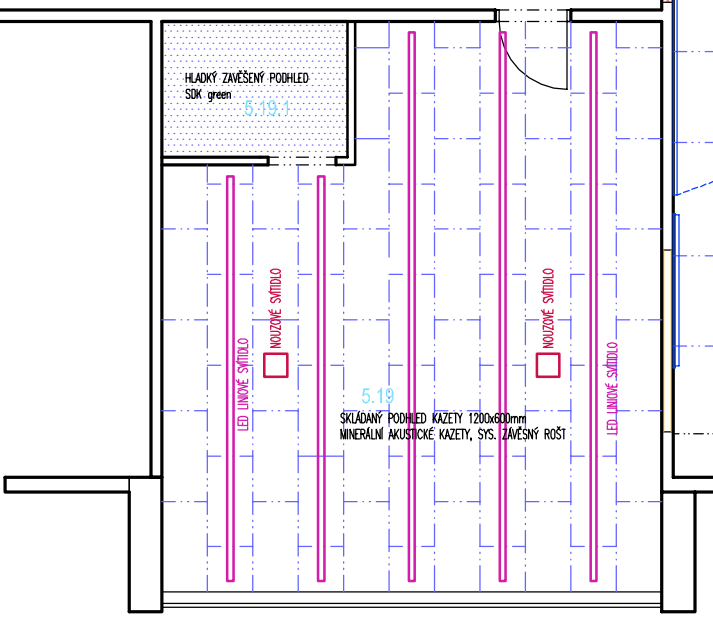 HLADKÝ ZAVĚŠENÝ PODHLED
SDK green
5.19.1
NOUZOVÉ SVÍTIDLO
NOUZOVÉ SVÍTIDLO
LED LINIOVÉ SVÍTIDLO
LED LINIOVÉ SVÍTIDLO
5.19
SKLÁDANÝ PODHLED KAZETY 1200x600mm
MINERÁLNÍ AKUSTICKÉ KAZETY, SYS. ZÁVĚSNÝ ROŠT